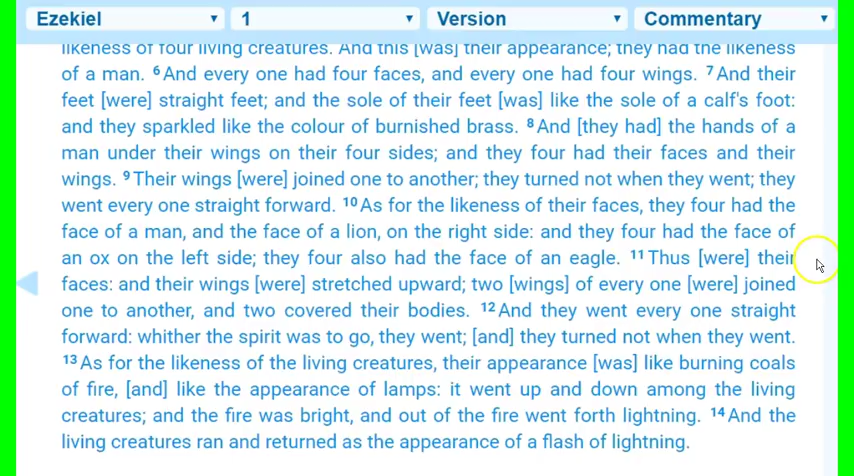 Ezekiel 1 Version Commentary
likeness of four living creatures. And this [was] their appearance; they had the likeness
of a man. 6 And every one had four faces, and every one had four wings. 7 And their
feet [were] straight feet; and the sole of their feet [was] like the sole of a calf's foot:
and they sparkled like the colour of burnished brass. 8 And [they had] the hands of a
man under their wings on their four sides; and they four had their faces and their
wings. 9 Their wings [were] joined one to another; they turned not when they went; they
went every one straight forward. 10 As for the likeness of their faces, they four had the
face of a man, and the face of a lion, on the right side: and they four had the face of
an ox on the left side; they four also had the face of an eagle. 11 Thus [were] their
faces: and their wings [were] stretched upward; two [wings] of every one [were] joined
one to another, and two covered their bodies. 12 And they went every one straight
forward: whither the spirit was to go, they went; [and] they turned not when they went.
13 As for the likeness of the living creatures, their appearance [was] like burning coals
of fire, [and] like the appearance of lamps: it went up and down among the living
creatures; and the fire was bright, and out of the fire went forth lightning. 14 And the
living creatures ran and returned as the appearance of a flash of lightning.